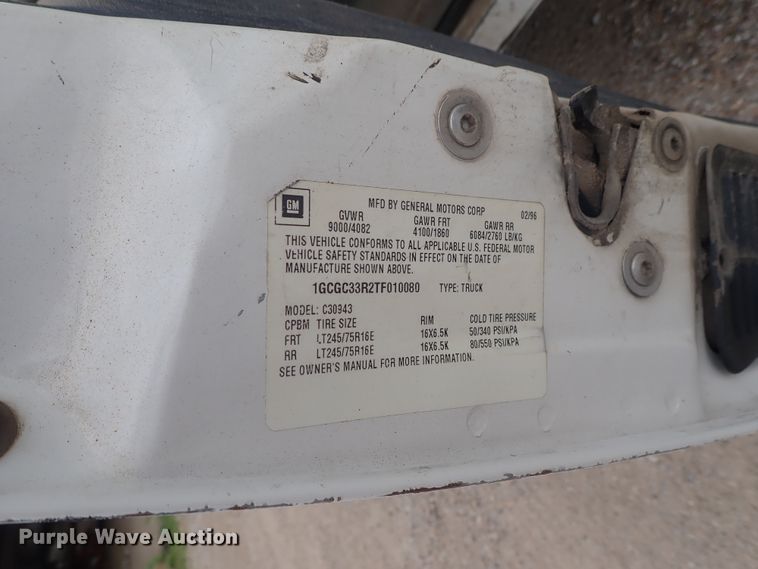 GM
MFD BY GENERAL MOTORS CORP 02/96
GVWR GAWR FRT GAWR RR
9000/4082 4100/1860 6084/2760 LB/KG
THIS VEHICLE CONFORMS TO ALL APPLICABLE U.S. FEDERAL MOTOR
VEHICLE SAFETY STANDARDS IN EFFECT ON THE DATE OF
MANUFACTURE SHOWN ABOVE.
1GCGC33R2TF010080 TYPE: TRUCK
MODEL: C30943
CPBM TIRE SIZE RIM COLD TIRE PRESSURE
FRT LT245/75R16E 16X6.5K 50/340 PSI/KPA
RR LT245/75R16E 16X6.5K 80/550 PSI/KPA
SEE OWNER'S MANUAL FOR MORE INFORMATION.
Purple Wave Auction